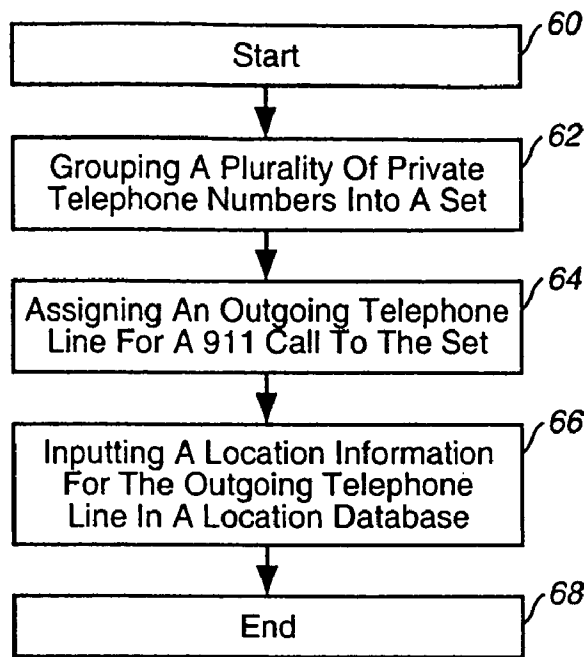 60
Start
62
Grouping A Plurality Of Private
Telephone Numbers Into A Set
64
Assigning An Outgoing Telephone
Line For A 911 Call To The Set
66
Inputting A Location Information
For The Outgoing Telephone
Line In A Location Database
68
End